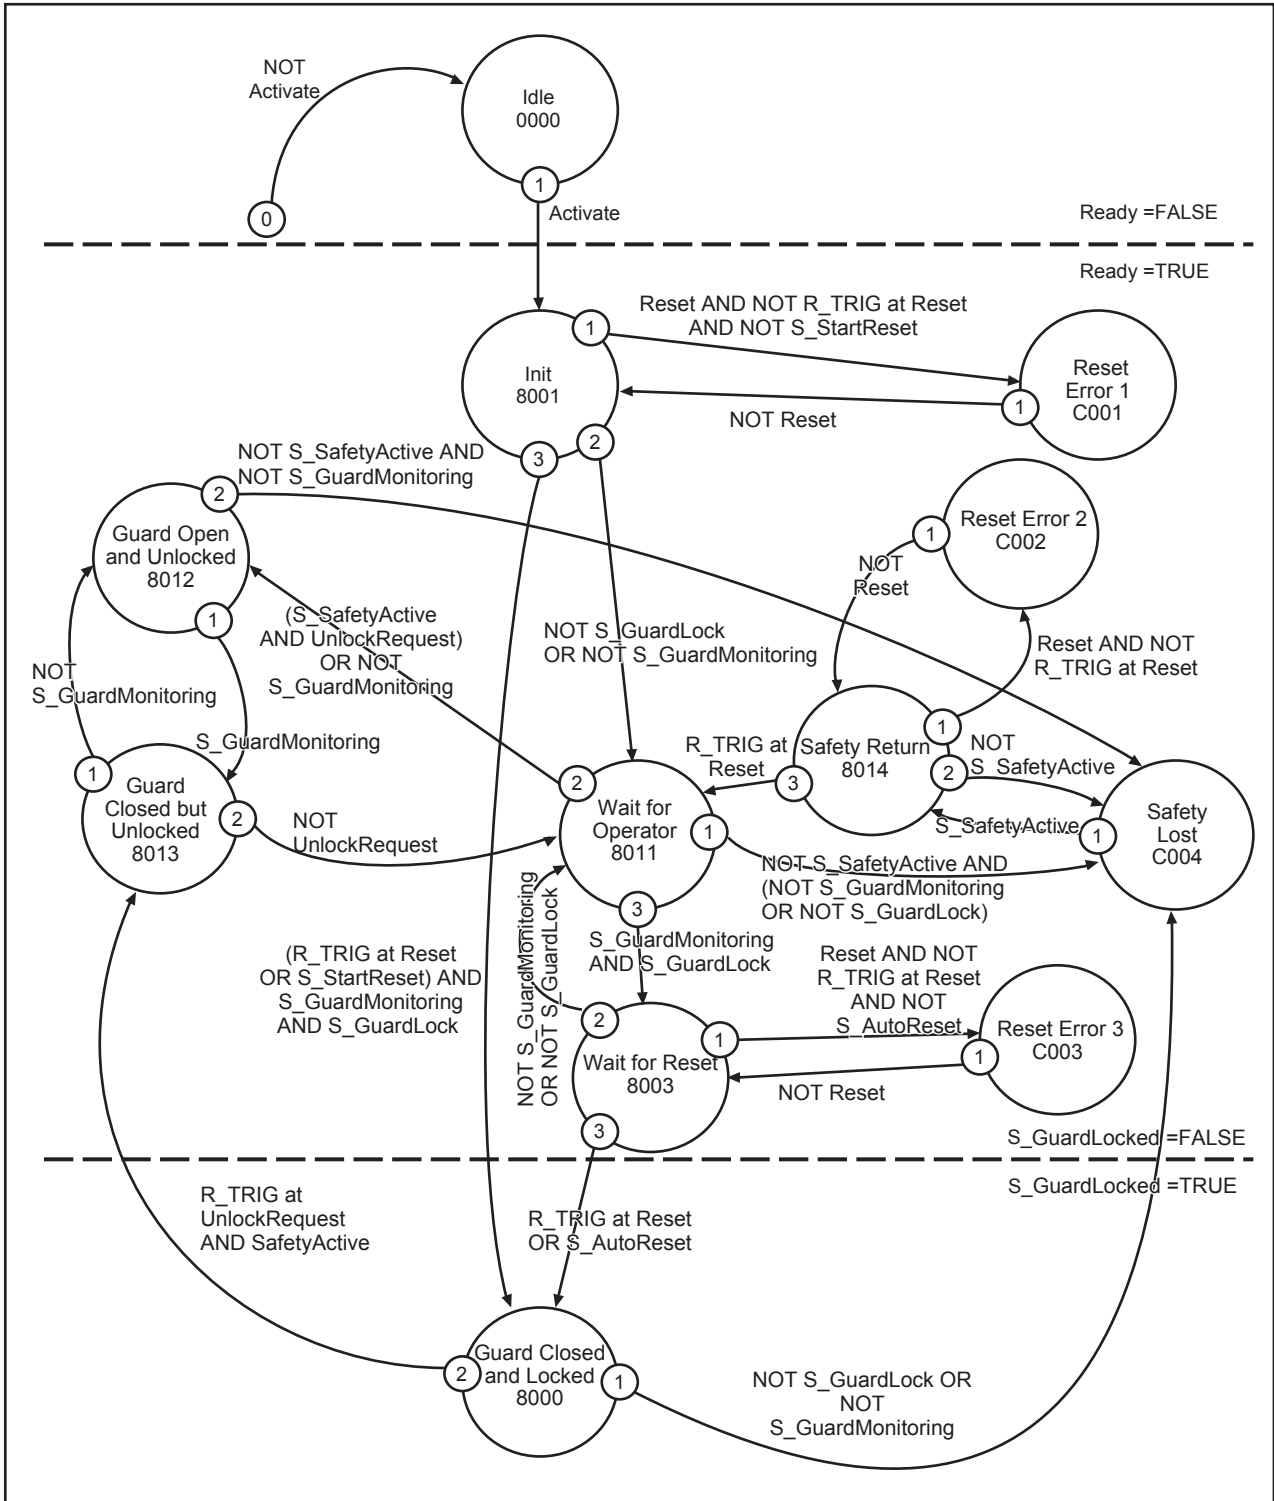 NOT
Activate
Idle
0000
1
Activate
0
Ready =FALSE
Ready =TRUE
Reset AND NOT R_TRIG at Reset
AND NOT S_StartReset
1
Init
8001
Reset
Error 1
C001
1
NOT Reset
2
3
NOT S_SafetyActive AND
NOT S_GuardMonitoring
2
Guard Open
and Unlocked
8012
1
Reset Error 2
C002
1
NOT
Reset
(S_SafetyActive
AND UnlockRequest)
OR NOT
S_GuardMonitoring
NOT S_GuardLock
OR NOT S_GuardMonitoring
Reset AND NOT
R_TRIG at Reset
NOT
S_GuardMonitoring
S_GuardMonitoring
1
Guard
Closed but
Unlocked
8013
2
NOT
UnlockRequest
R_TRIG at
Reset
Safety Return
8014
1
2
3
NOT
S_SafetyActive
S_SafetyActive
Safety
Lost
C004
1
2
Wait for
Operator
8011
1
3
NOT S_SafetyActive AND
(NOT S_GuardMonitoring
OR NOT S_GuardLock)
NOT S_GuardMonitoring
OR NOT S_GuardLock
S_GuardMonitoring
AND S_GuardLock
(R_TRIG at Reset
OR S_StartReset) AND
S_GuardMonitoring
AND S_GuardLock
Reset AND NOT
R_TRIG at Reset
AND NOT
S_AutoReset
2
1
Wait for Reset
8003
3
Reset Error 3
C003
1
NOT Reset
S_GuardLocked =FALSE
S_GuardLocked =TRUE
R_TRIG at
UnlockRequest
AND SafetyActive
R_TRIG at Reset
OR S_AutoReset
Guard Closed
and Locked
8000
2
1
NOT S_GuardLock OR
NOT
S_GuardMonitoring